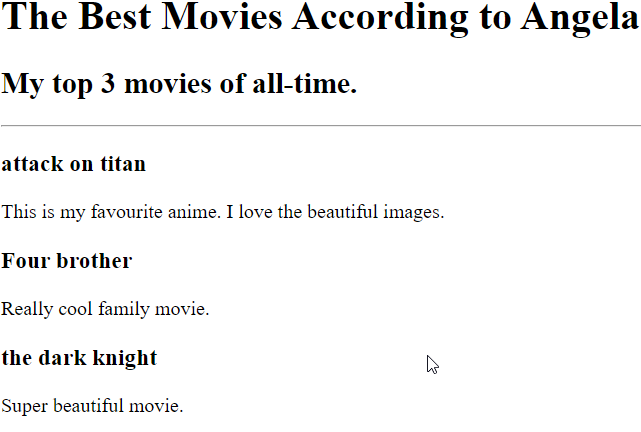 The Best Movies According to Angela
My top 3 movies of all-time.
attack on titan
This is my favourite anime. I love the beautiful images.
Four brother
Really cool family movie.
the dark knight
Super beautiful movie.